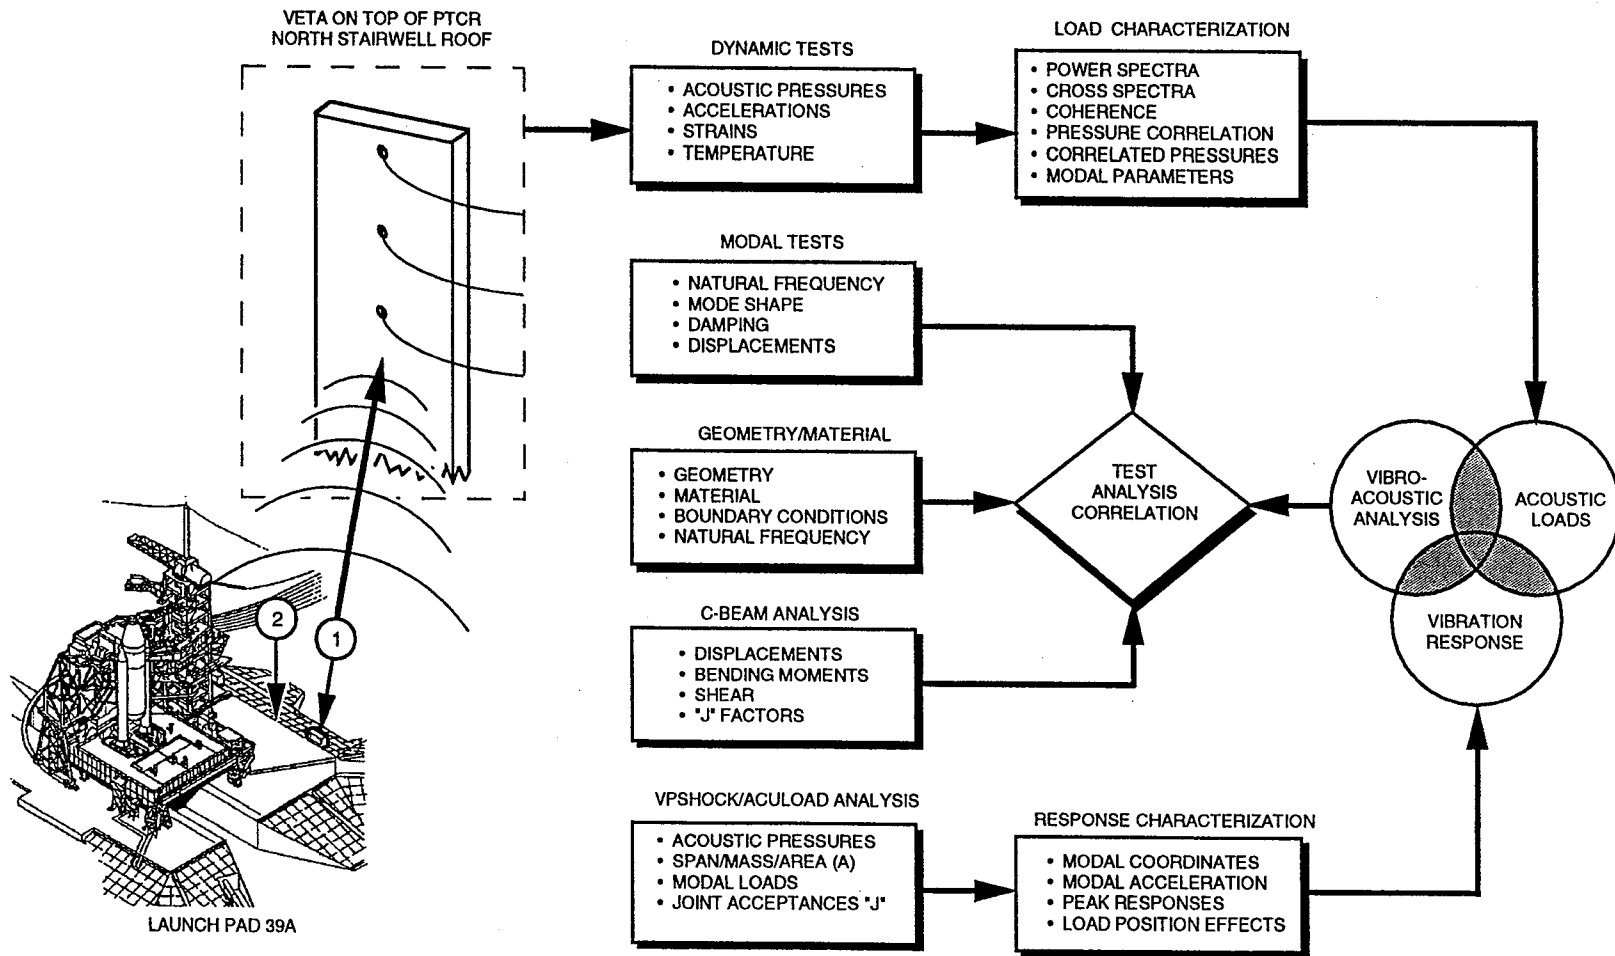 VETA ON TOP OF PTCR
NORTH STAIRWELL ROOF
DYNAMIC TESTS
• ACOUSTIC PRESSURES
• ACCELERATIONS
• STRAINS
• TEMPERATURE
LOAD CHARACTERIZATION
• POWER SPECTRA
• CROSS SPECTRA
• COHERENCE
• PRESSURE CORRELATION
• CORRELATED PRESSURES
• MODAL PARAMETERS
MODAL TESTS
• NATURAL FREQUENCY
• MODE SHAPE
• DAMPING
• DISPLACEMENTS
GEOMETRY/MATERIAL
• GEOMETRY
• MATERIAL
• BOUNDARY CONDITIONS
• NATURAL FREQUENCY
TEST
ANALYSIS
CORRELATION
VIBRO-
ACOUSTIC
ANALYSIS
ACOUSTIC
LOADS
VIBRATION
RESPONSE
C-BEAM ANALYSIS
• DISPLACEMENTS
• BENDING MOMENTS
• SHEAR
• "J" FACTORS
2
1
VPSHOCK/ACULOAD ANALYSIS
• ACOUSTIC PRESSURES
• SPAN/MASS/AREA (A)
• MODAL LOADS
• JOINT ACCEPTANCES "J"
RESPONSE CHARACTERIZATION
• MODAL COORDINATES
• MODAL ACCELERATION
• PEAK RESPONSES
• LOAD POSITION EFFECTS
LAUNCH PAD 39A